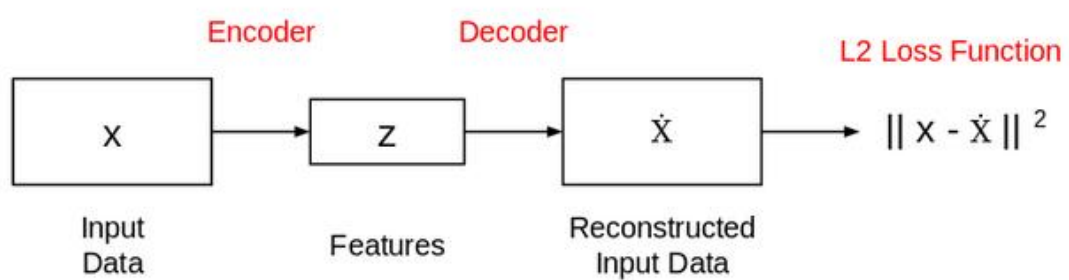 Encoder
Decoder
L2 Loss Function
x
z
Ẋ
|| x - Ẋ || ²
Input
Data
Features
Reconstructed
Input Data